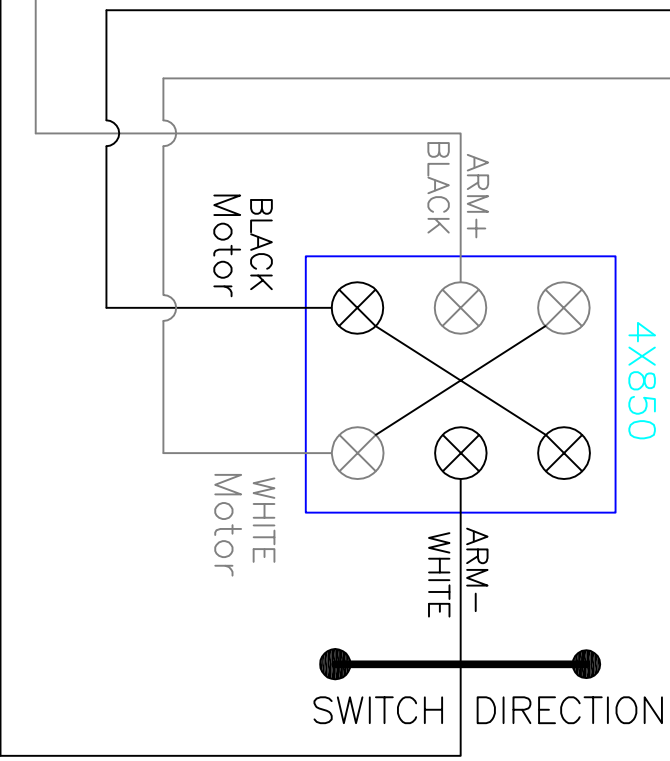 ARM+
BLACK
BLACK
Motor
4X850
WHITE
Motor
ARM-
WHITE
SWITCH DIRECTION